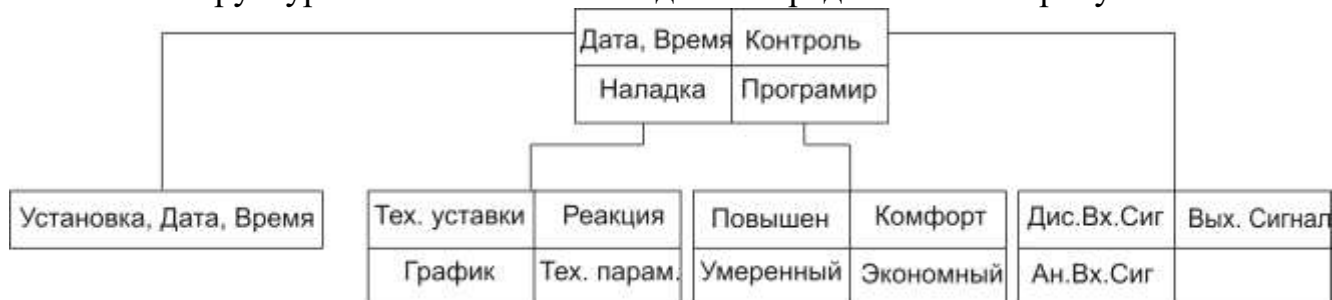 Дата, Время Контроль
Наладка Програмир
Установка, Дата, Время Тех. уставки Реакция Повышен Комфорт Дис.Вх.Сиг Вых. Сигнал
График Тех. парам. Умеренный Экономный Ан.Вх.Сиг